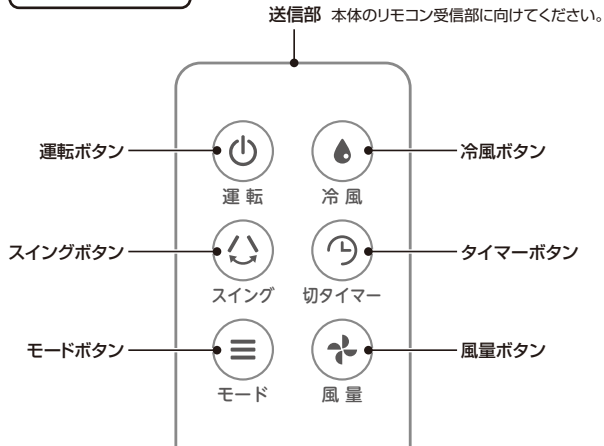 送信部 本体のリモコン受信部に向けてください。
運転ボタン
冷風ボタン
運転
冷風
スイングボタン
タイマーボタン
スイング
切タイマー
モードボタン
風量ボタン
モード
風量